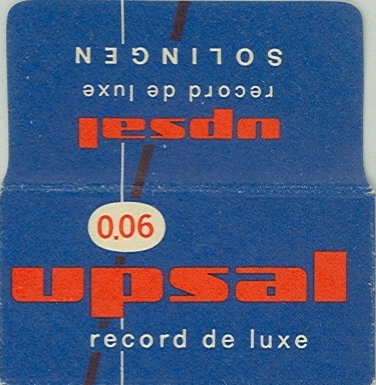 SOLINGEN
record de luxe
upsal
0,06
upsal
record de luxe